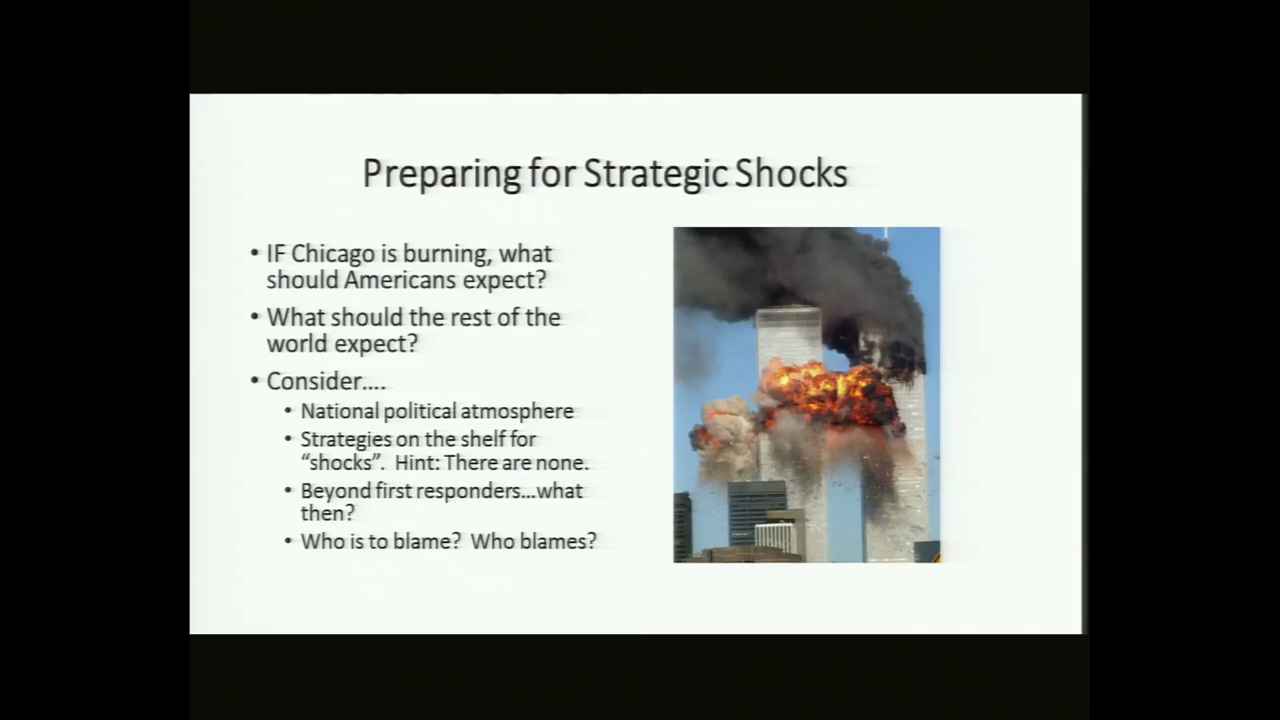 Preparing for Strategic Shocks
• IF Chicago is burning, what
should Americans expect?
• What should the rest of the
world expect?
• Consider....
• National political atmosphere
• Strategies on the shelf for
“shocks”.  Hint: There are none.
• Beyond first responders...what
then?
• Who is to blame?  Who blames?